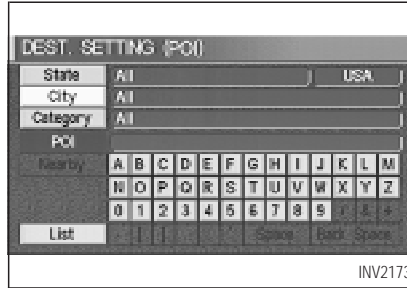 DEST. SETTING (POI)
State All USA
City All
Category All
POI
Nearby A B C D E F G H I J K L M
N O P Q R S T U V W X Y Z
0 1 2 3 4 5 6 7 8 9 / & +
List Space Back Space
INV2173